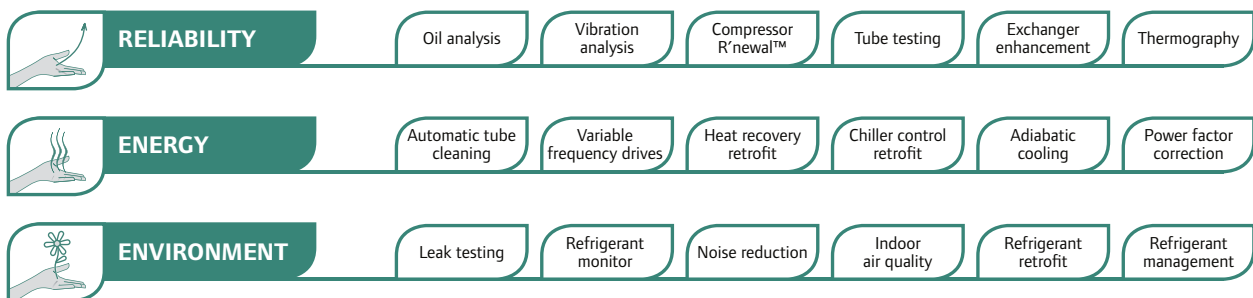 RELIABILITY
Oil analysis
Vibration
analysis
Compressor
R´newal™
Tube testing
Exchanger
enhancement
Thermography
ENERGY
Automatic tube
cleaning
Variable
frequency drives
Heat recovery
retrofit
Chiller control
retrofit
Adiabatic
cooling
Power factor
correction
ENVIRONMENT
Leak testing
Refrigerant
monitor
Noise reduction
Indoor
air quality
Refrigerant
retrofit
Refrigerant
management